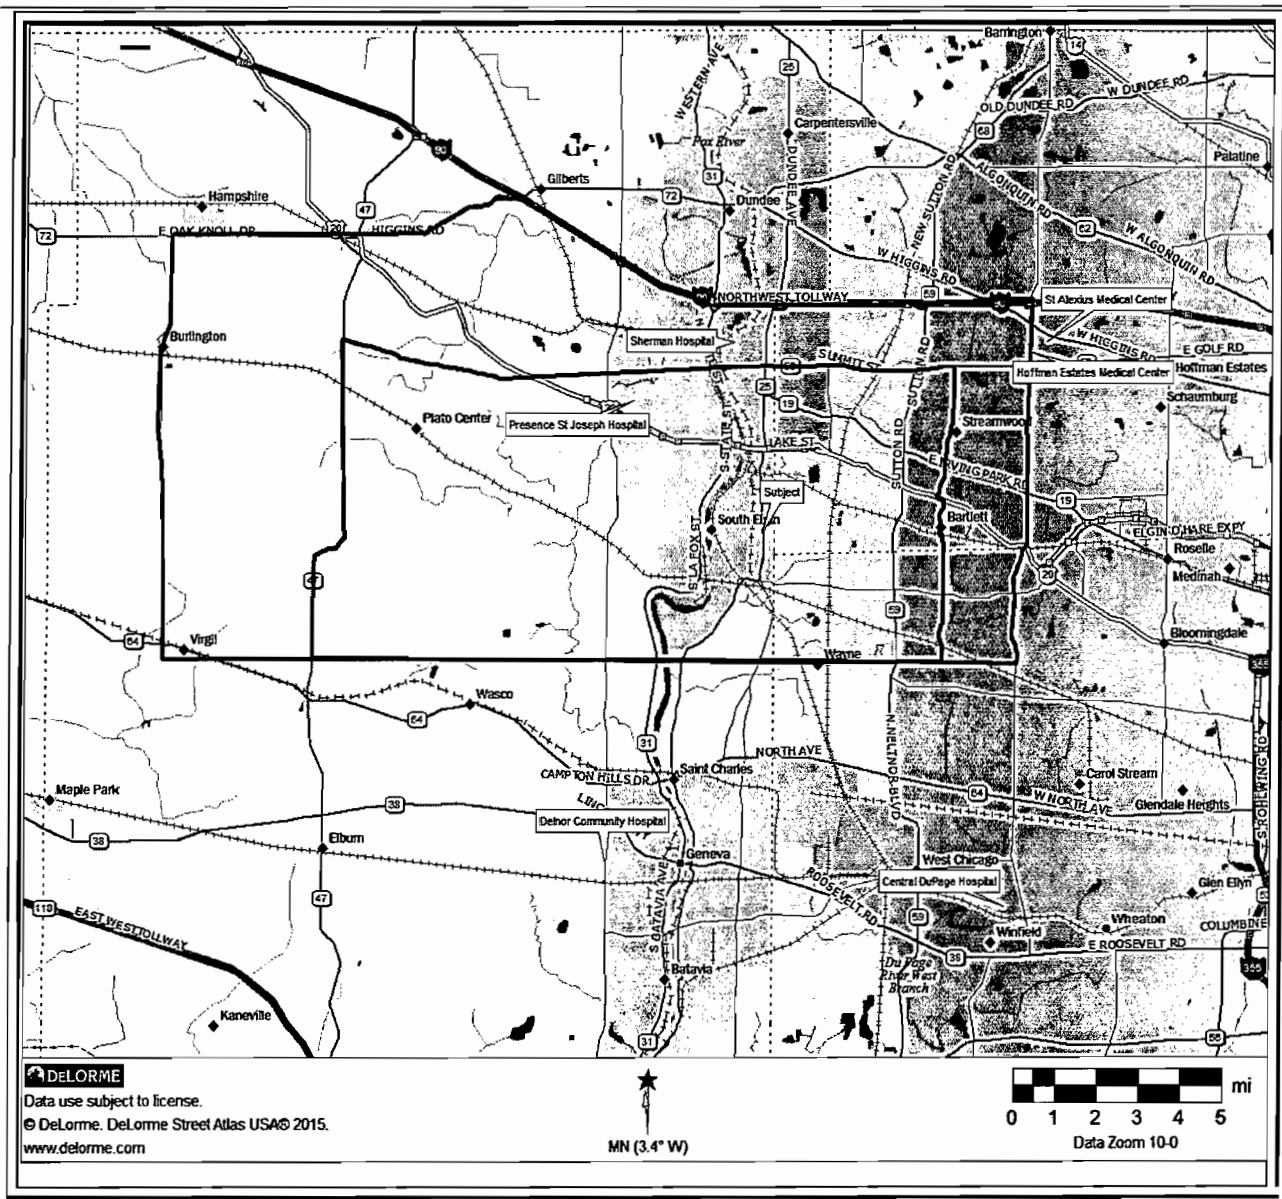 Barrington
14
W DUNDEE RD
OLD DUNDEE RD
68
WESTERN AVE
25
Carpentersville
Fox River
Palatine
90
Gilberts
31
72
Dundee
DUNDEE AVE
NEW SUTTON RD
ALGONQUIN RD
62
W ALGONQUIN RD
Hampshire
47
72
E OAK KNOLL DR
20
HIGGINS RD
W HIGGINS RD
59
NORTHWEST TOLLWAY
90
St Alexius Medical Center
Burlington
Sherman Hospital
SUMMIT ST
W HIGGINS RD
E GOLF RD
SUTTON RD
Hoffman Estates Medical Center
Hoffman Estates
25
19
Schaumburg
Plato Center
Presence St Joseph Hospital
S STATE ST
LAKE ST
SUTTON RD
Streamwood
E IRVING PARK RD
Subject
19
South Elgin
Bartlett
ELGIN O'HARE EXPY
S LA FOX ST
Roselle
47
20
Medinah
59
64
Virgil
Bloomingdale
Wayne
355
Wasco
64
31
NORTH AVE
N NELTNOR BLVD
S ROHLWING RD
CAMPTON HILLS DR
Saint Charles
Carol Stream
Maple Park
64
W NORTH AVE
Glendale Heights
38
LINC
Delnor Community Hospital
38
Elburn
Geneva
West Chicago
ROOSEVELT RD
Central DuPage Hospital
Glen Ellyn
47
110
EAST WEST TOLLWAY
S BATAVIA AVE
59
Wheaton
COLUMBINE
Winfield
E ROOSEVELT RD
38
Batavia
Du Page
River West
Branch
355
Kaneville
31
56
DELORME
Data use subject to license.
© DeLorme. DeLorme Street Atlas USA® 2015.
www.delorme.com
MN (3.4° W)
mi
0 1 2 3 4 5
Data Zoom 10-0